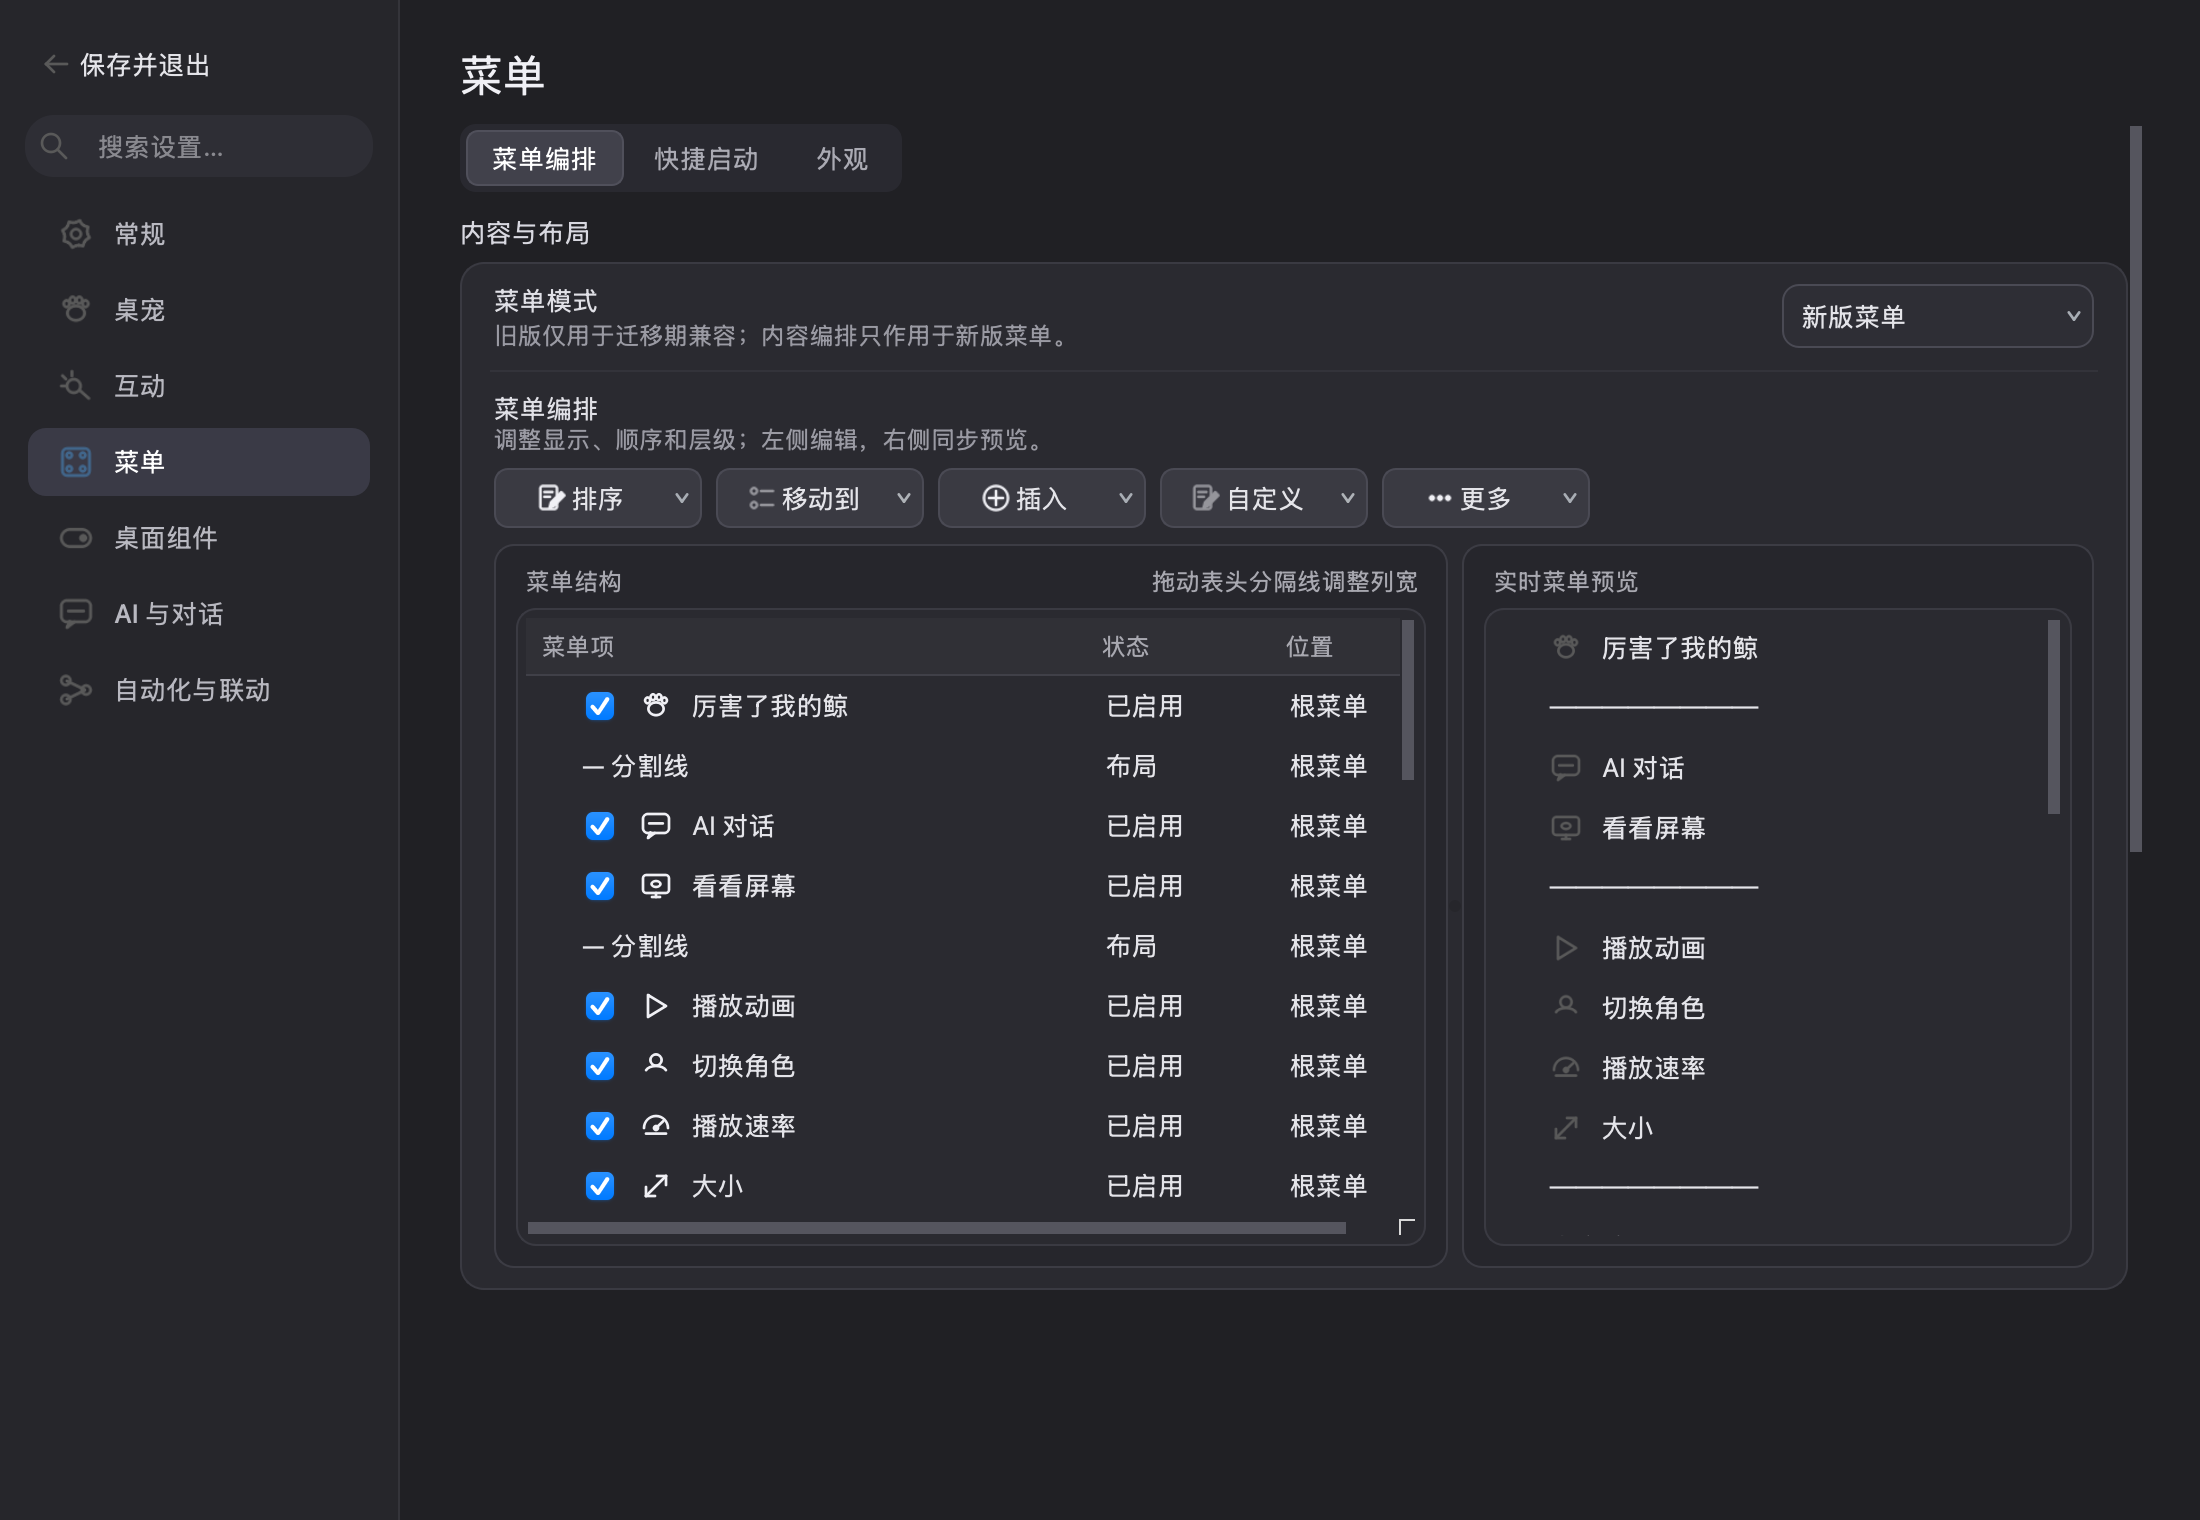 保存并退出
搜索设置...
常规
桌宠
互动
菜单
桌面组件
AI 与对话
自动化与联动
菜单
菜单编排 快捷启动 外观
内容与布局
菜单模式
旧版仅用于迁移期兼容；内容编排只作用于新版菜单。
新版菜单
菜单编排
调整显示、顺序和层级；左侧编辑，右侧同步预览。
排序 移动到 插入 自定义 更多
菜单结构 拖动表头分隔线调整列宽
菜单项 状态 位置
厉害了我的鲸 已启用 根菜单
— 分割线 布局 根菜单
AI 对话 已启用 根菜单
看看屏幕 已启用 根菜单
— 分割线 布局 根菜单
播放动画 已启用 根菜单
切换角色 已启用 根菜单
播放速率 已启用 根菜单
大小 已启用 根菜单
实时菜单预览
厉害了我的鲸
————————
AI 对话
看看屏幕
————————
播放动画
切换角色
播放速率
大小
————————